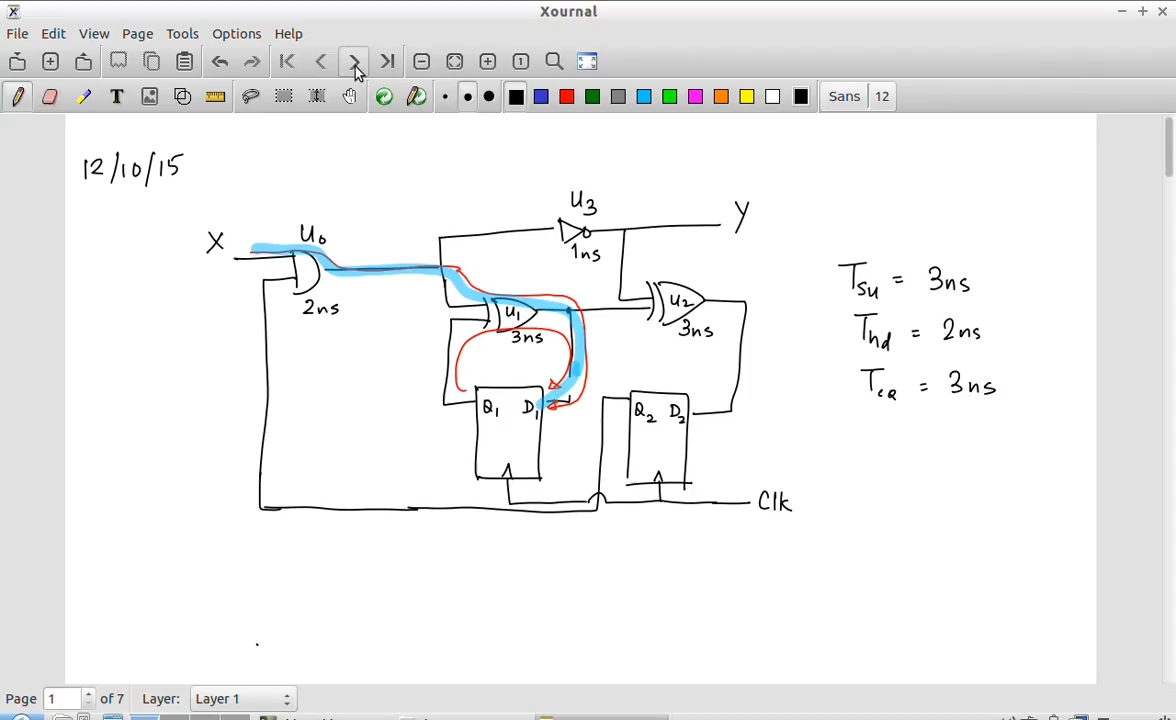 Xournal
File Edit View Page Tools Options Help
Sans 12
12/10/15
U3
X U0 Y
1ns
2ns U1 U2
3ns 3ns
Tsu = 3ns
Thd = 2ns
Tcq = 3ns
Q1 D1 Q2 D2
Clk
Page 1 of 7 Layer: Layer 1